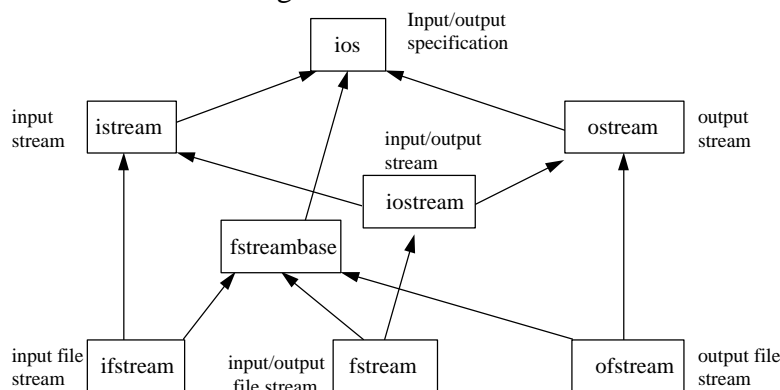 Input/output
specification
ios
input
stream
istream
input/output
stream
ostream
output
stream
iostream
fstreambase
input file
stream
ifstream
input/output
file stream
fstream
ofstream
output file
stream